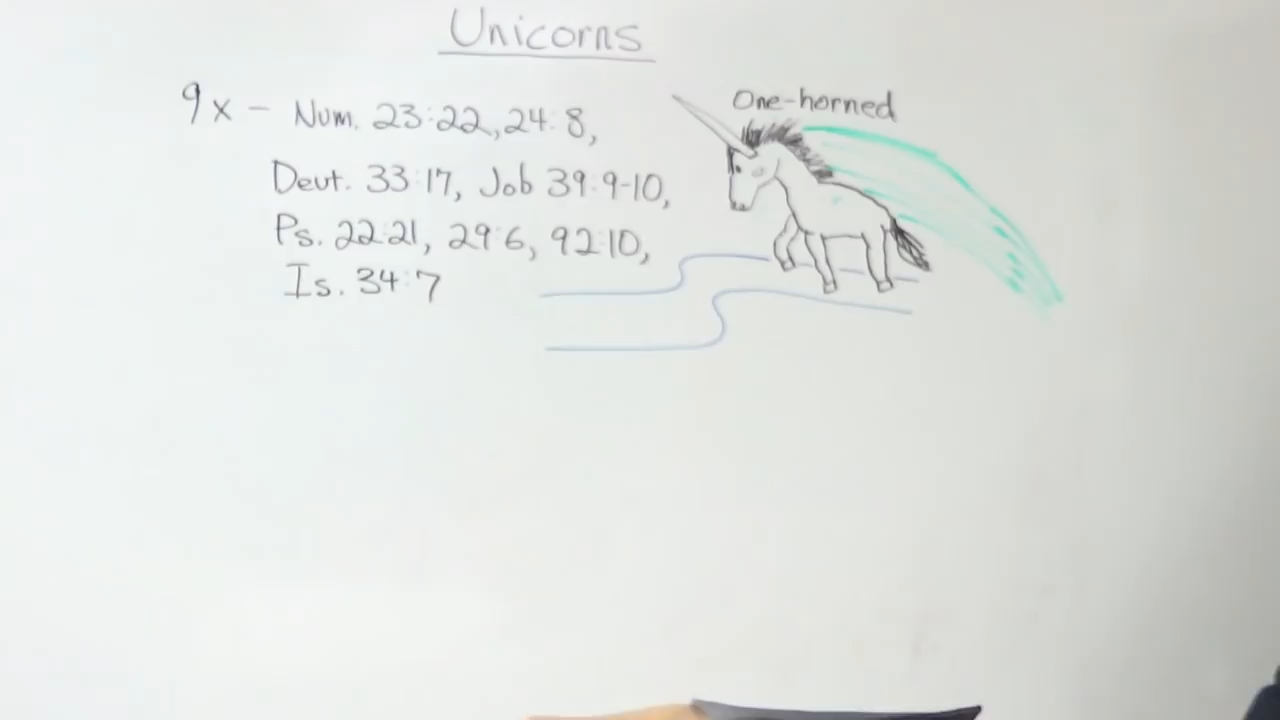 Unicorns
9x - Num. 23:22, 24:8,
One-horned
Deut. 33:17, Job 39:9-10,
Ps. 22:21, 29:6, 92:10,
Is. 34:7